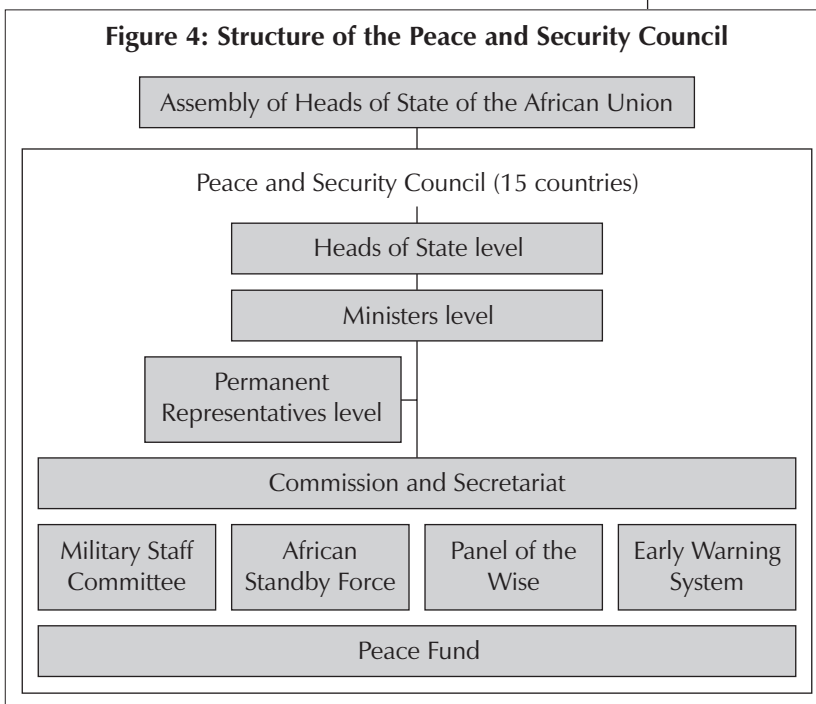 Figure 4: Structure of the Peace and Security Council
Assembly of Heads of State of the African Union
Peace and Security Council (15 countries)
Heads of State level
Ministers level
Permanent
Representatives level
Commission and Secretariat
Military Staff
Committee
African
Standby Force
Panel of the
Wise
Early Warning
System
Peace Fund